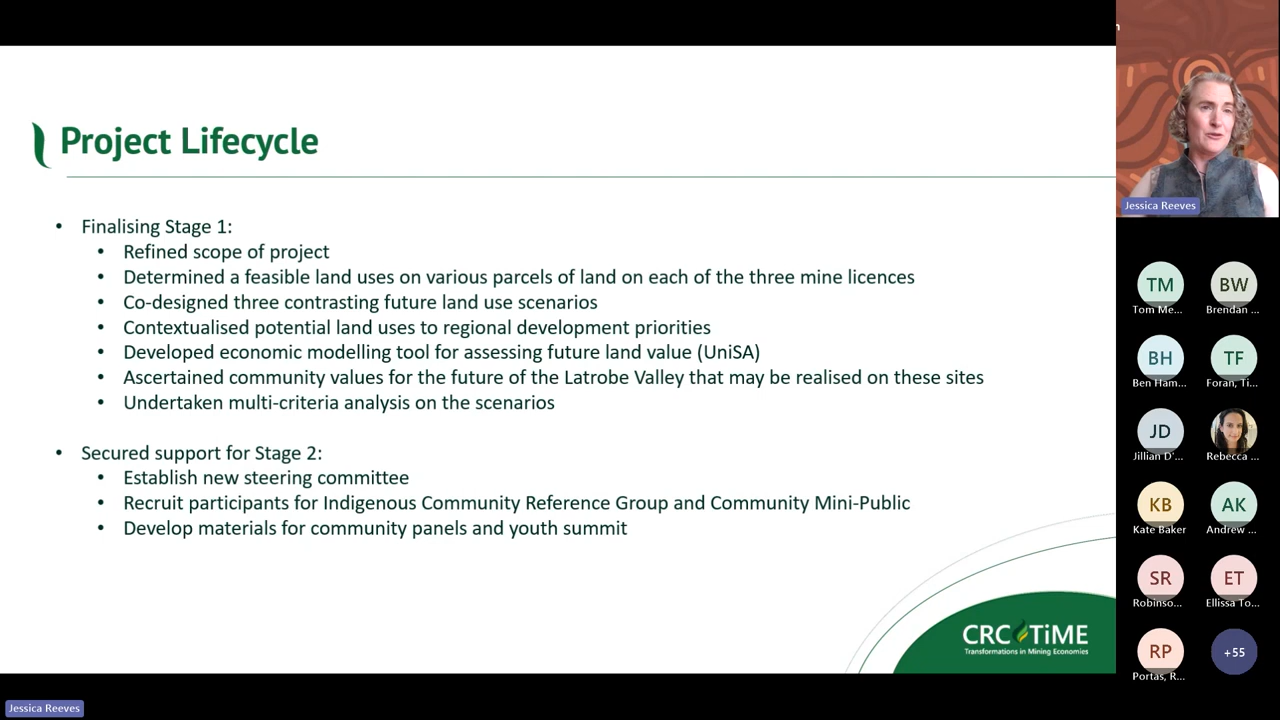 Project Lifecycle
• Finalising Stage 1:
• Refined scope of project
• Determined a feasible land uses on various parcels of land on each of the three mine licences
• Co-designed three contrasting future land use scenarios
• Contextualised potential land uses to regional development priorities
• Developed economic modelling tool for assessing future land value (UniSA)
• Ascertained community values for the future of the Latrobe Valley that may be realised on these sites
• Undertaken multi-criteria analysis on the scenarios
• Secured support for Stage 2:
• Establish new steering committee
• Recruit participants for Indigenous Community Reference Group and Community Mini-Public
• Develop materials for community panels and youth summit
CRC TiME
Transformations in Mining Economies
Jessica Reeves
Jessica Reeves
TM BW
Tom Me... Brendan ...
BH TF
Ben Ham... Foran, Ti...
JD
Jillian D'... Rebecca ...
KB AK
Kate Baker Andrew ...
SR ET
Robinso... Ellissa To...
RP +55
Portas, R...